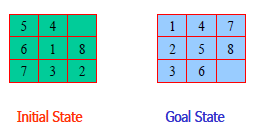 5 4
6 1 8
7 3 2
1 4 7
2 5 8
3 6
Initial State
Goal State